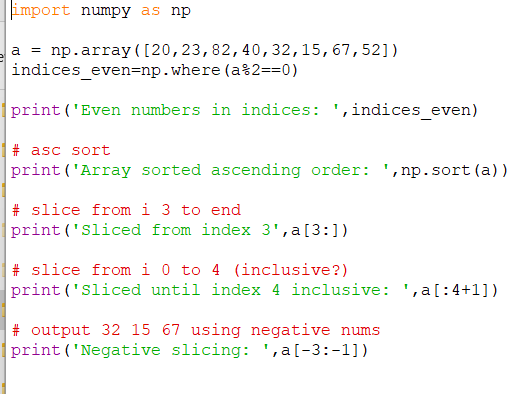 import numpy as np
a = np.array([20,23,82,40,32,15,67,52])
indices_even=np.where(a%2==0)
print('Even numbers in indices: ',indices_even)
# asc sort
print('Array sorted ascending order: ',np.sort(a))
# slice from i 3 to end
print('Sliced from index 3',a[3:])
# slice from i 0 to 4 (inclusive?)
print('Sliced until index 4 inclusive: ',a[:4+1])
# output 32 15 67 using negative nums
print('Negative slicing: ',a[-3:-1])